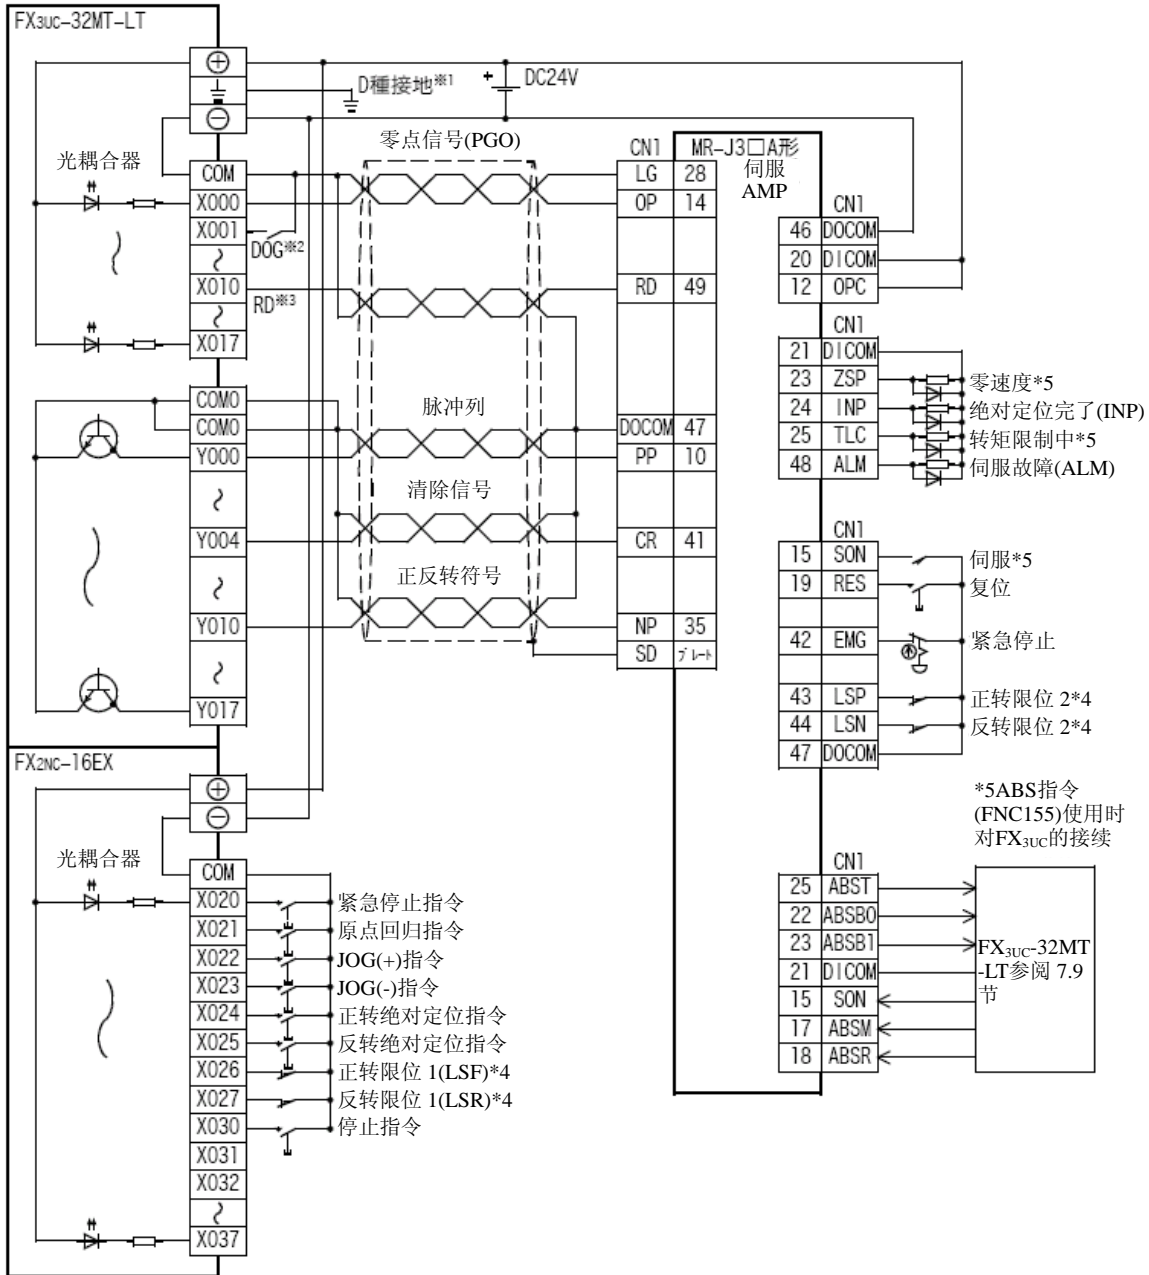 FX3UC-32MT-LT
⊕
⊖
D種接地※1
DC24V
光耦合器
COM
X000
X001
X010
X017
DOG※2
RD※3
零点信号(PGO)
COM0
COM0
Y000
Y004
Y010
Y017
脉冲列
清除信号
正反转符号
CN1 MR-J3□A形
伺服
AMP
LG 28
OP 14
RD 49
DOCOM 47
PP 10
CR 41
NP 35
SD プレート
CN1
46 DOCOM
20 DICOM
12 OPC
CN1
21 DICOM
23 ZSP 零速度*5
24 INP 绝对定位完了(INP)
25 TLC 转矩限制中*5
48 ALM 伺服故障(ALM)
CN1
15 SON 伺服*5
19 RES 复位
42 EMG 紧急停止
43 LSP 正转限位 2*4
44 LSN 反转限位 2*4
47 DOCOM
*5ABS指令
(FNC155)使用时
对FX3UC的接续
CN1
25 ABST
22 ABSB0
23 ABSB1
21 DICOM
15 SON
17 ABSM
18 ABSR
FX3UC-32MT
-LT参阅 7.9
节
FX2NC-16EX
⊕
⊖
光耦合器
COM
X020 紧急停止指令
X021 原点回归指令
X022 JOG(+)指令
X023 JOG(-)指令
X024 正转绝对定位指令
X025 反转绝对定位指令
X026 正转限位 1(LSF)*4
X027 反转限位 1(LSR)*4
X030 停止指令
X031
X032
X037